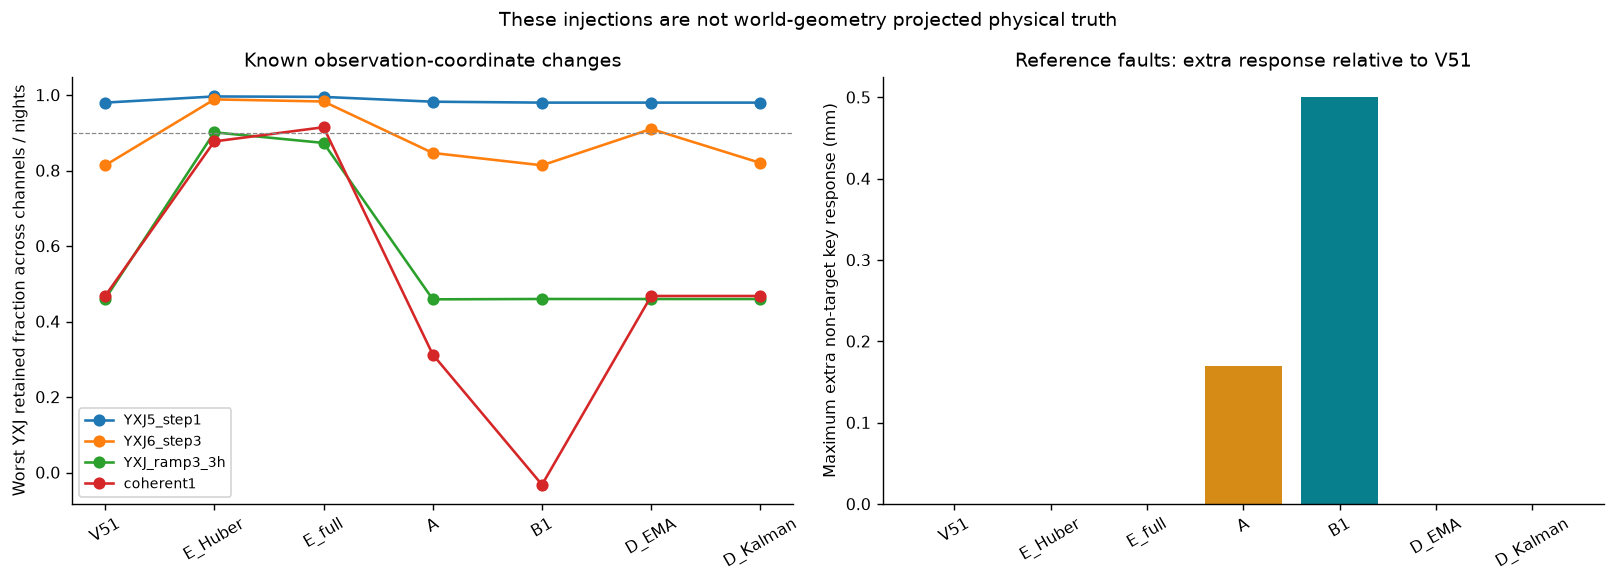 These injections are not world-geometry projected physical truth
Known observation-coordinate changes
Worst YXJ retained fraction across channels / nights
1.0
0.8
0.6
0.4
0.2
0.0
YXJ5_step1
YXJ6_step3
YXJ_ramp3_3h
coherent1
V51
E_Huber
E_full
A
B1
D_EMA
D_Kalman
Reference faults: extra response relative to V51
Maximum extra non-target key response (mm)
0.5
0.4
0.3
0.2
0.1
0.0
V51
E_Huber
E_full
A
B1
D_EMA
D_Kalman